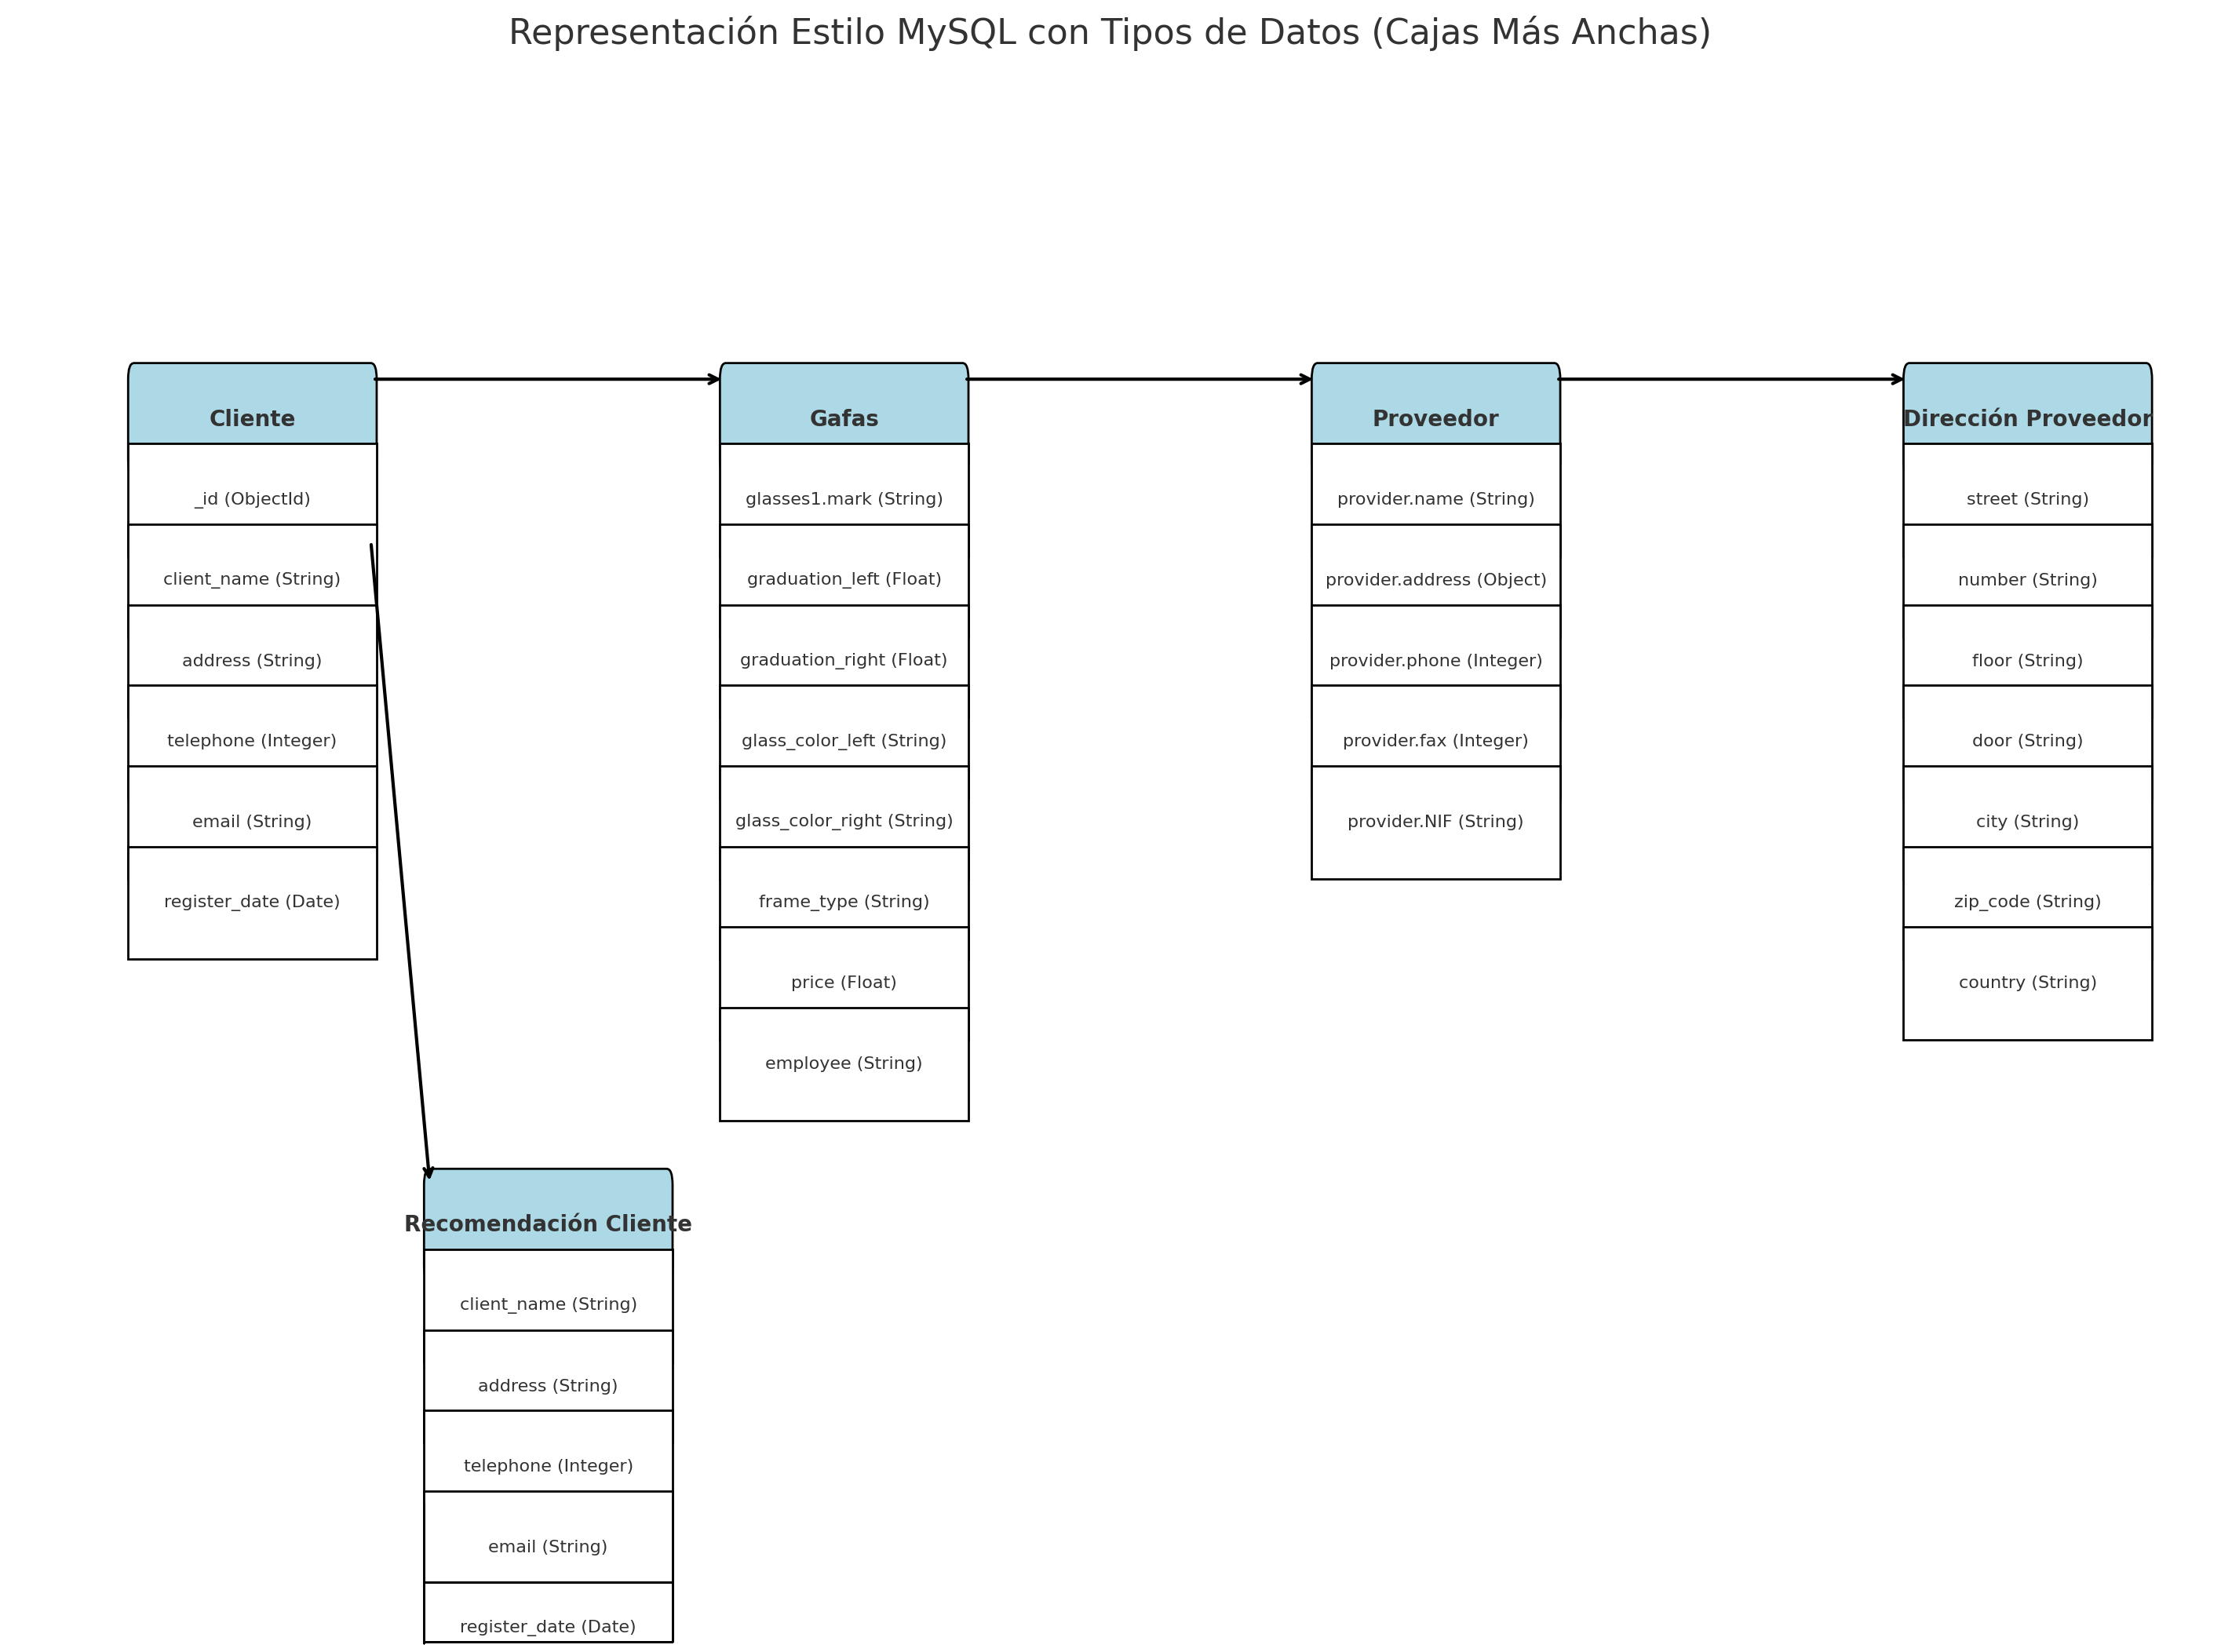 Representación Estilo MySQL con Tipos de Datos (Cajas Más Anchas)
Cliente
_id (ObjectId)
client_name (String)
address (String)
telephone (Integer)
email (String)
register_date (Date)
Gafas
glasses1.mark (String)
graduation_left (Float)
graduation_right (Float)
glass_color_left (String)
glass_color_right (String)
frame_type (String)
price (Float)
employee (String)
Proveedor
provider.name (String)
provider.address (Object)
provider.phone (Integer)
provider.fax (Integer)
provider.NIF (String)
Dirección Proveedor
street (String)
number (String)
floor (String)
door (String)
city (String)
zip_code (String)
country (String)
Recomendación Cliente
client_name (String)
address (String)
telephone (Integer)
email (String)
register_date (Date)